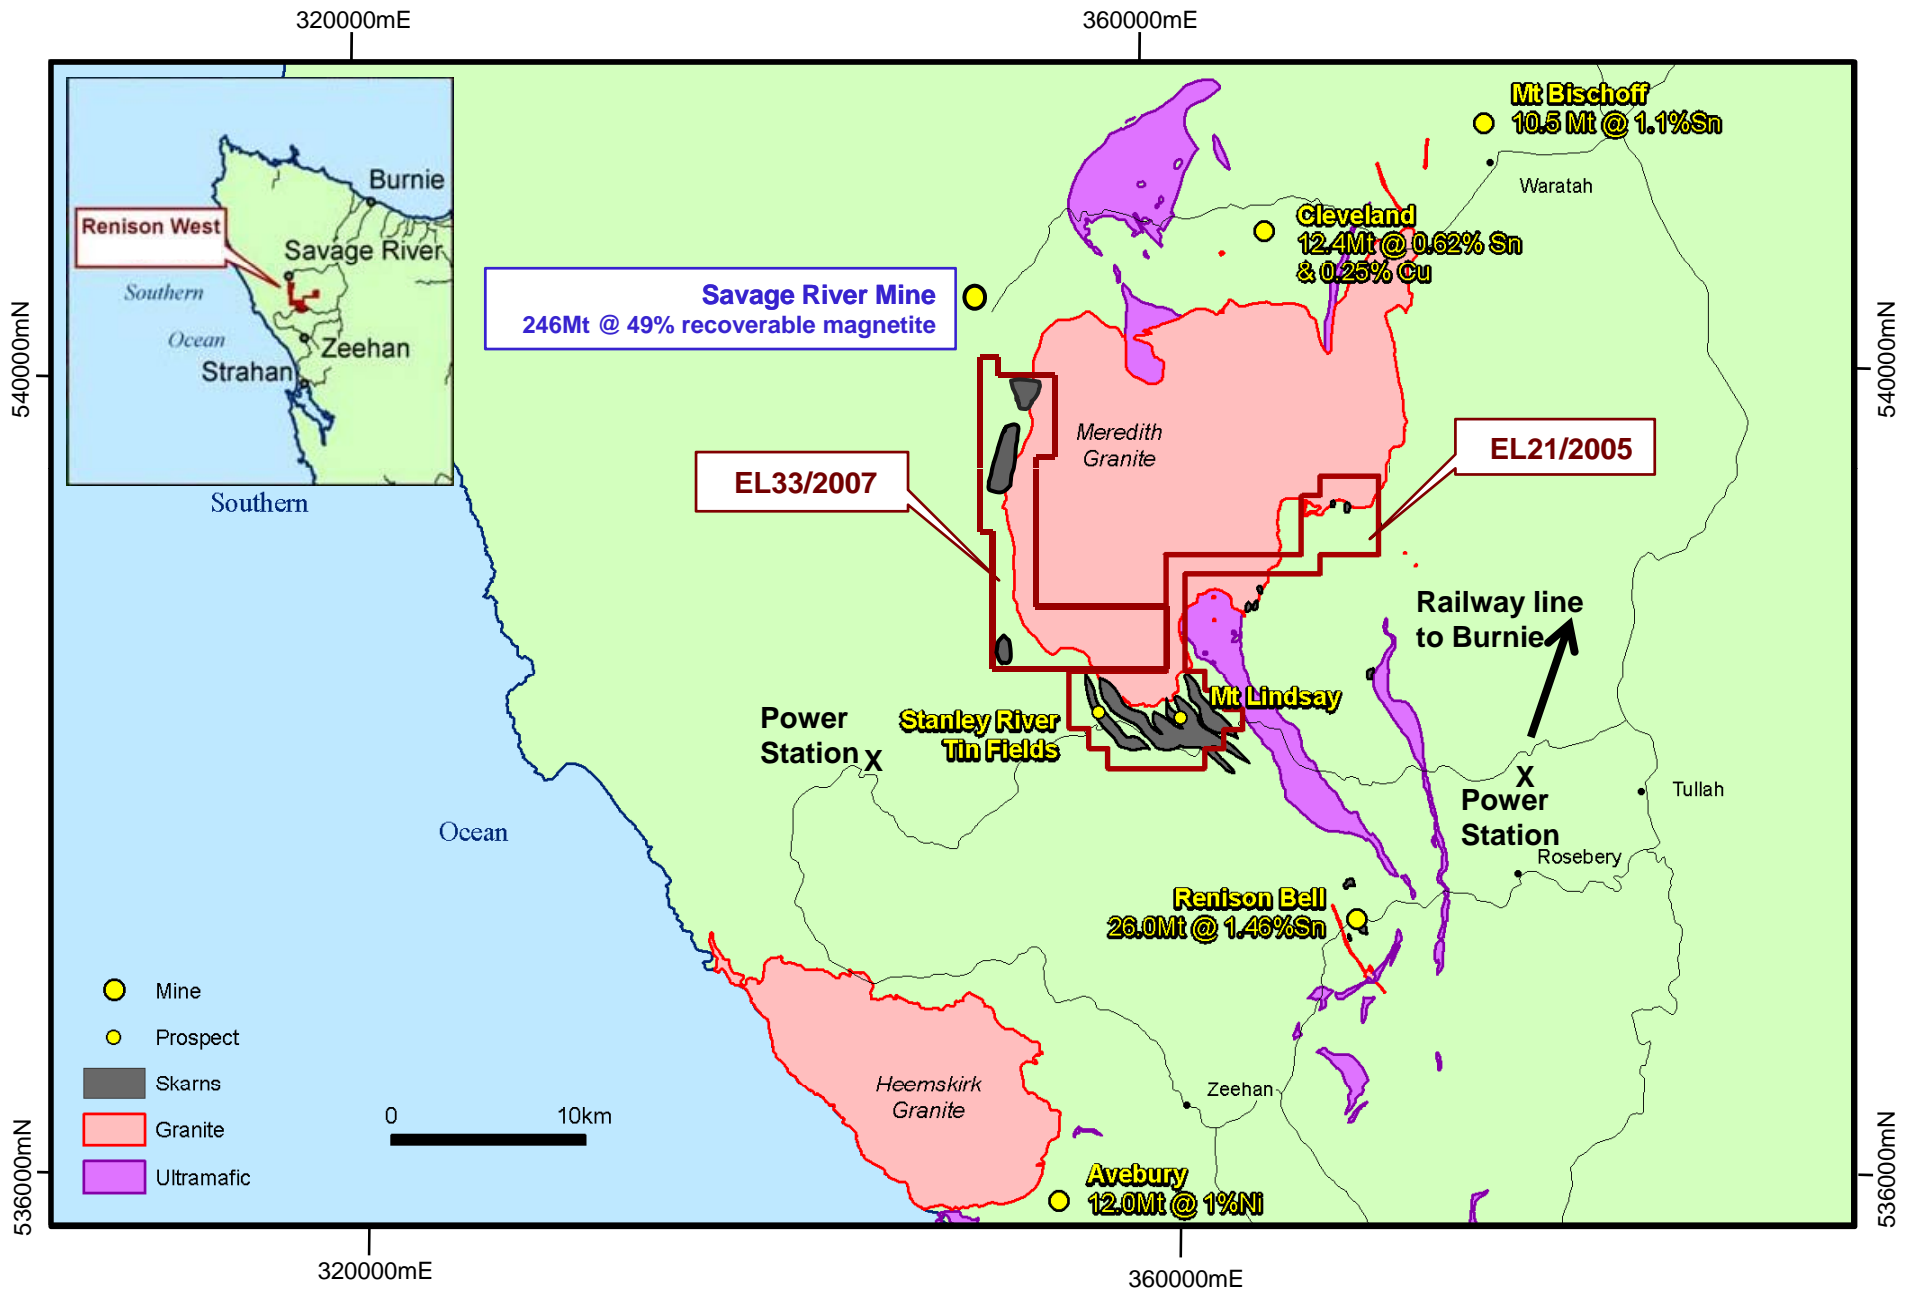 320000mE
360000mE
Mt Bischoff
10.5 Mt @ 1.1%Sn
Waratah
Burnie
Renison West
Savage River
Southern
Ocean
Zeehan
Strahan
Cleveland
12.4Mt @ 0.62% Sn
& 0.25% Cu
Savage River Mine
246Mt @ 49% recoverable magnetite
5400000mN
5400000mN
Meredith
Granite
EL21/2005
EL33/2007
Southern
Railway line
to Burnie
Mt Lindsay
Power
Station
X
Stanley River
Tin Fields
X
Power
Station
Tullah
Ocean
Rosebery
Renison Bell
26.0Mt @ 1.46%Sn
Mine
Prospect
Skarns
Granite
Ultramafic
0
10km
Heemskirk
Granite
Zeehan
Avebury
12.0Mt @ 1%Ni
5360000mN
5360000mN
320000mE
360000mE